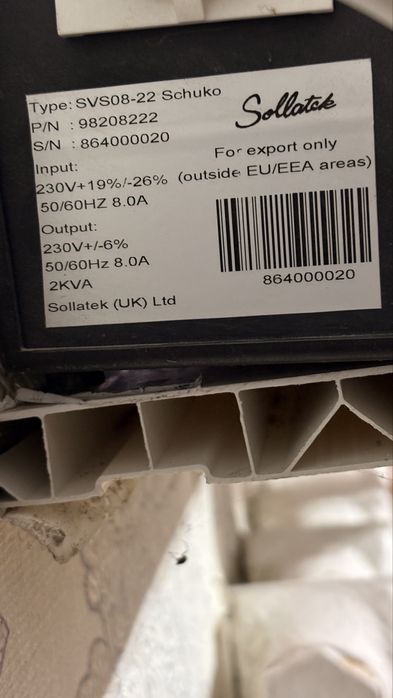 Type: SVS08-22 Schuko
P/N : 98208222
S/N : 864000020
Sollatek
For export only
(outside EU/EEA areas)
Input:
230V+19%/-26%
50/60HZ 8.0A
Output:
230V+/-6%
50/60Hz 8.0A
2KVA
Sollatek (UK) Ltd
864000020